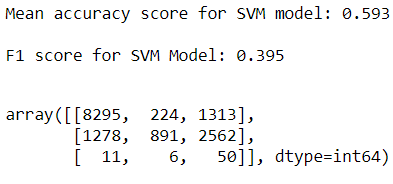 Mean accuracy score for SVM model: 0.593
F1 score for SVM Model: 0.395
array([[8295,  224, 1313],
       [1278,  891, 2562],
       [  11,    6,   50]], dtype=int64)